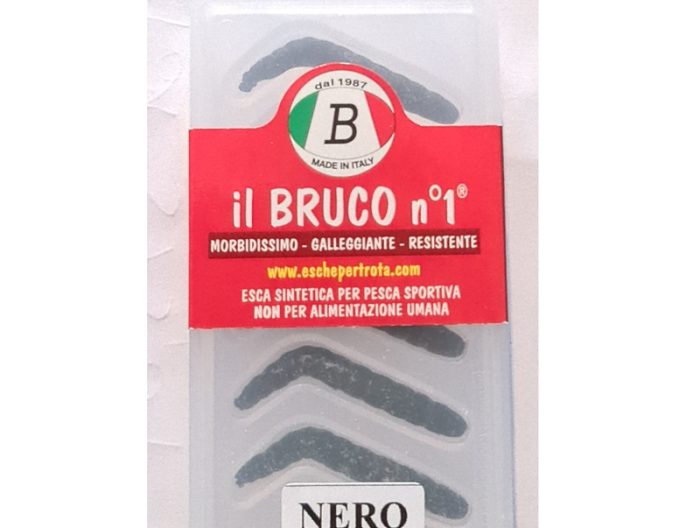 dal 1987
B
MADE IN ITALY
il BRUCO n°1®
MORBIDISSIMO - GALLEGGIANTE - RESISTENTE
www.eschepertrota.com
ESCA SINTETICA PER PESCA SPORTIVA
NON PER ALIMENTAZIONE UMANA
NERO